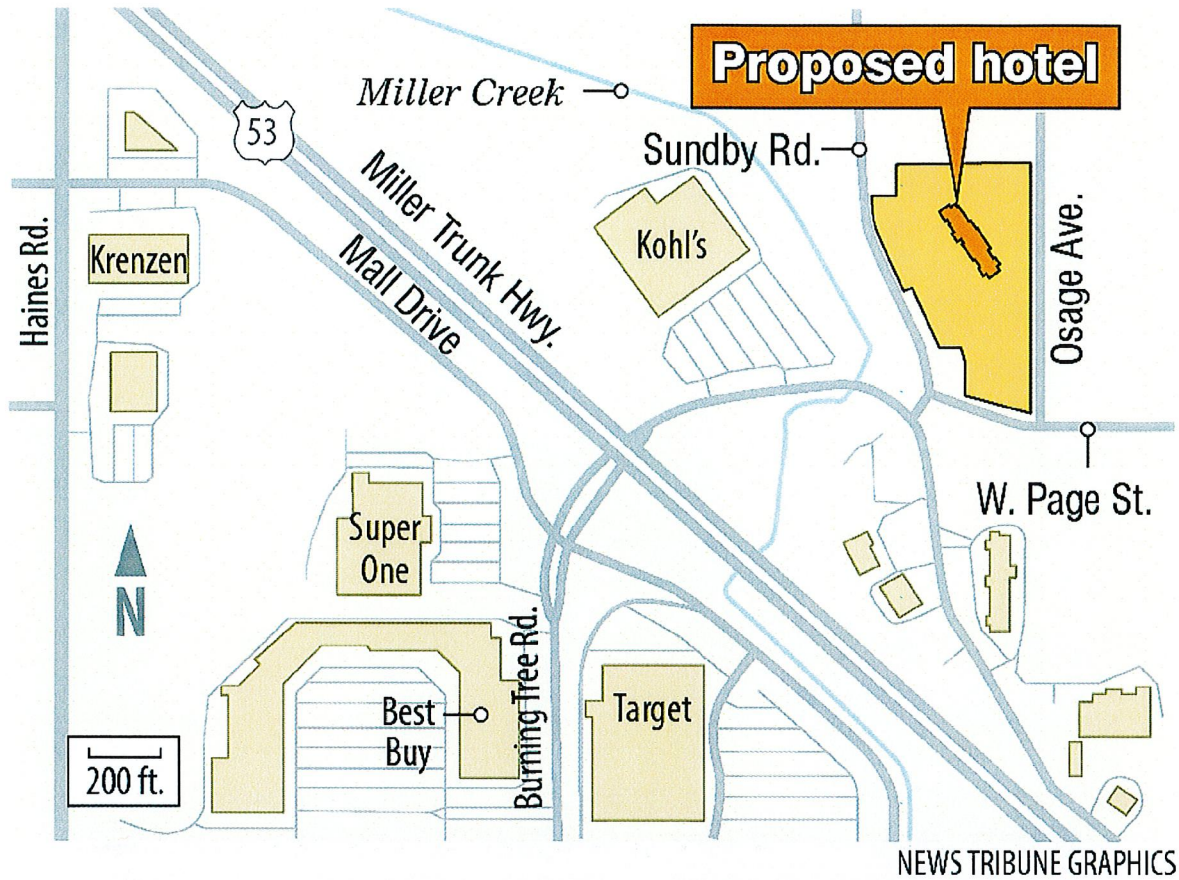 Proposed hotel
Miller Creek
53
Sundby Rd.
Miller Trunk Hwy.
Mall Drive
Haines Rd.
Krenzen
Kohl's
Osage Ave.
W. Page St.
Super
One
N
Burning Tree Rd.
Best
Buy
Target
200 ft.
NEWS TRIBUNE GRAPHICS